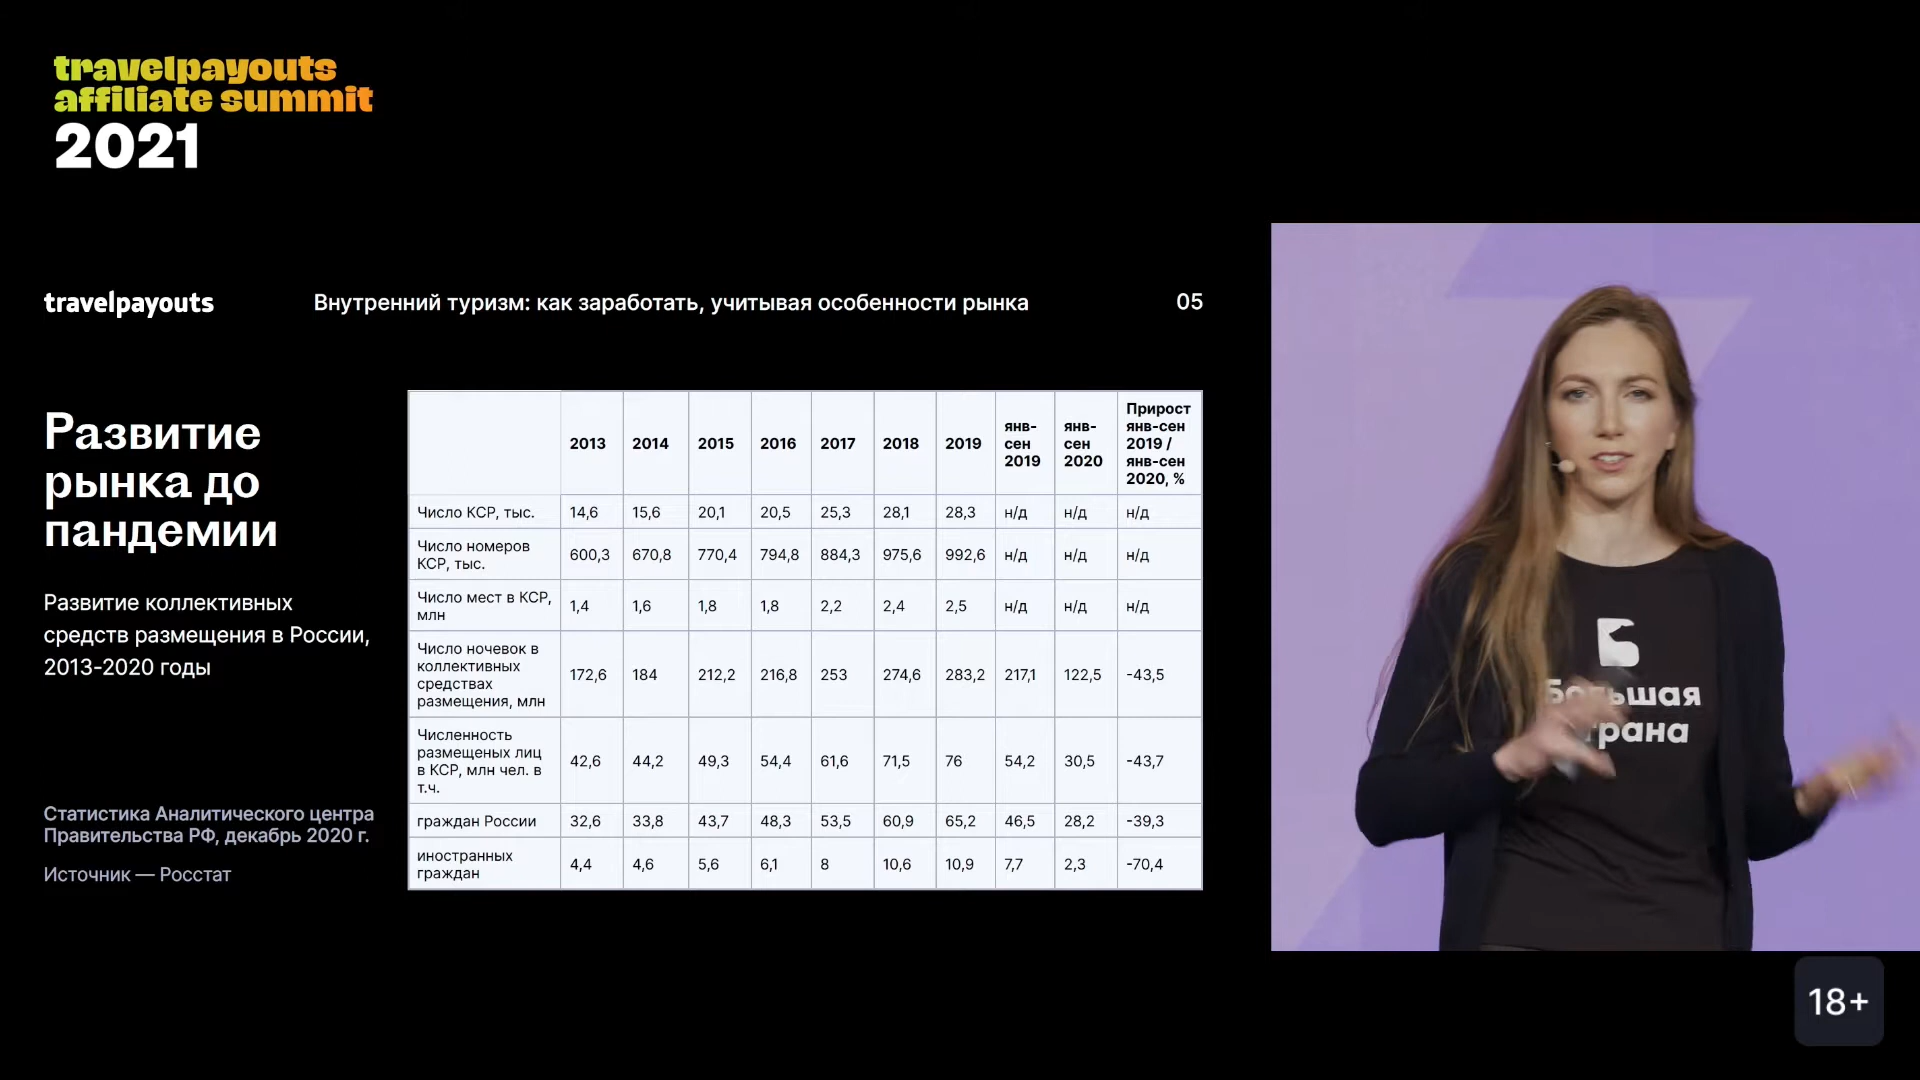 travelpayouts
affiliate summit
2021
travelpayouts
Внутренний туризм: как заработать, учитывая особенности рынка
05
Развитие
рынка до
пандемии
Развитие коллективных
средств размещения в России,
2013-2020 годы
Статистика Аналитического центра
Правительства РФ, декабрь 2020 г.
Источник — Росстат
2013 2014 2015 2016 2017 2018 2019 янв-сен 2019 янв-сен 2020 Прирост янв-сен 2019 / янв-сен 2020, %
Число КСР, тыс. 14,6 15,6 20,1 20,5 25,3 28,1 28,3 н/д н/д н/д
Число номеров КСР, тыс. 600,3 670,8 770,4 794,8 884,3 975,6 992,6 н/д н/д н/д
Число мест в КСР, млн 1,4 1,6 1,8 1,8 2,2 2,4 2,5 н/д н/д н/д
Число ночевок в коллективных средствах размещения, млн 172,6 184 212,2 216,8 253 274,6 283,2 217,1 122,5 -43,5
Численность размещеных лиц в КСР, млн чел. в т.ч. 42,6 44,2 49,3 54,4 61,6 71,5 76 54,2 30,5 -43,7
граждан России 32,6 33,8 43,7 48,3 53,5 60,9 65,2 46,5 28,2 -39,3
иностранных граждан 4,4 4,6 5,6 6,1 8 10,6 10,9 7,7 2,3 -70,4
Большая
страна
18+